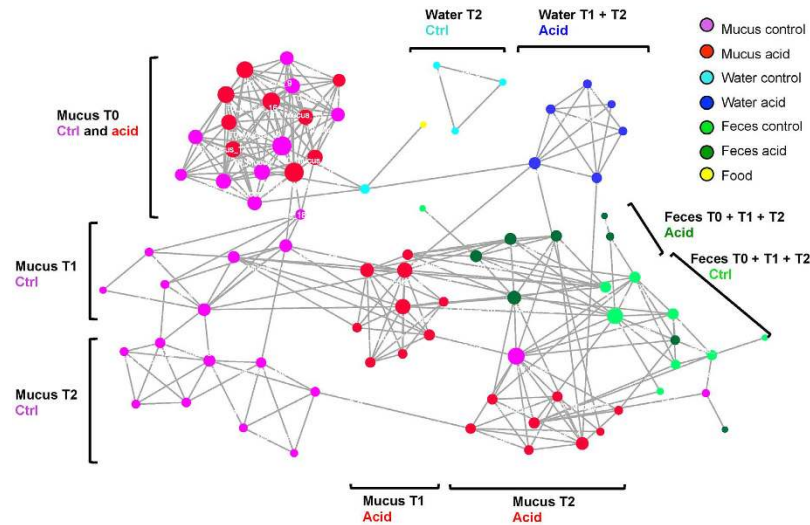 Water T2
Ctrl
Water T1 + T2
Acid
Mucus control
Mucus acid
Water control
Water acid
Feces control
Feces acid
Food
Mucus T0
Ctrl and acid
Feces T0 + T1 + T2
Acid
Feces T0 + T1 + T2
Ctrl
Mucus T1
Ctrl
Mucus T2
Ctrl
Mucus T1
Acid
Mucus T2
Acid